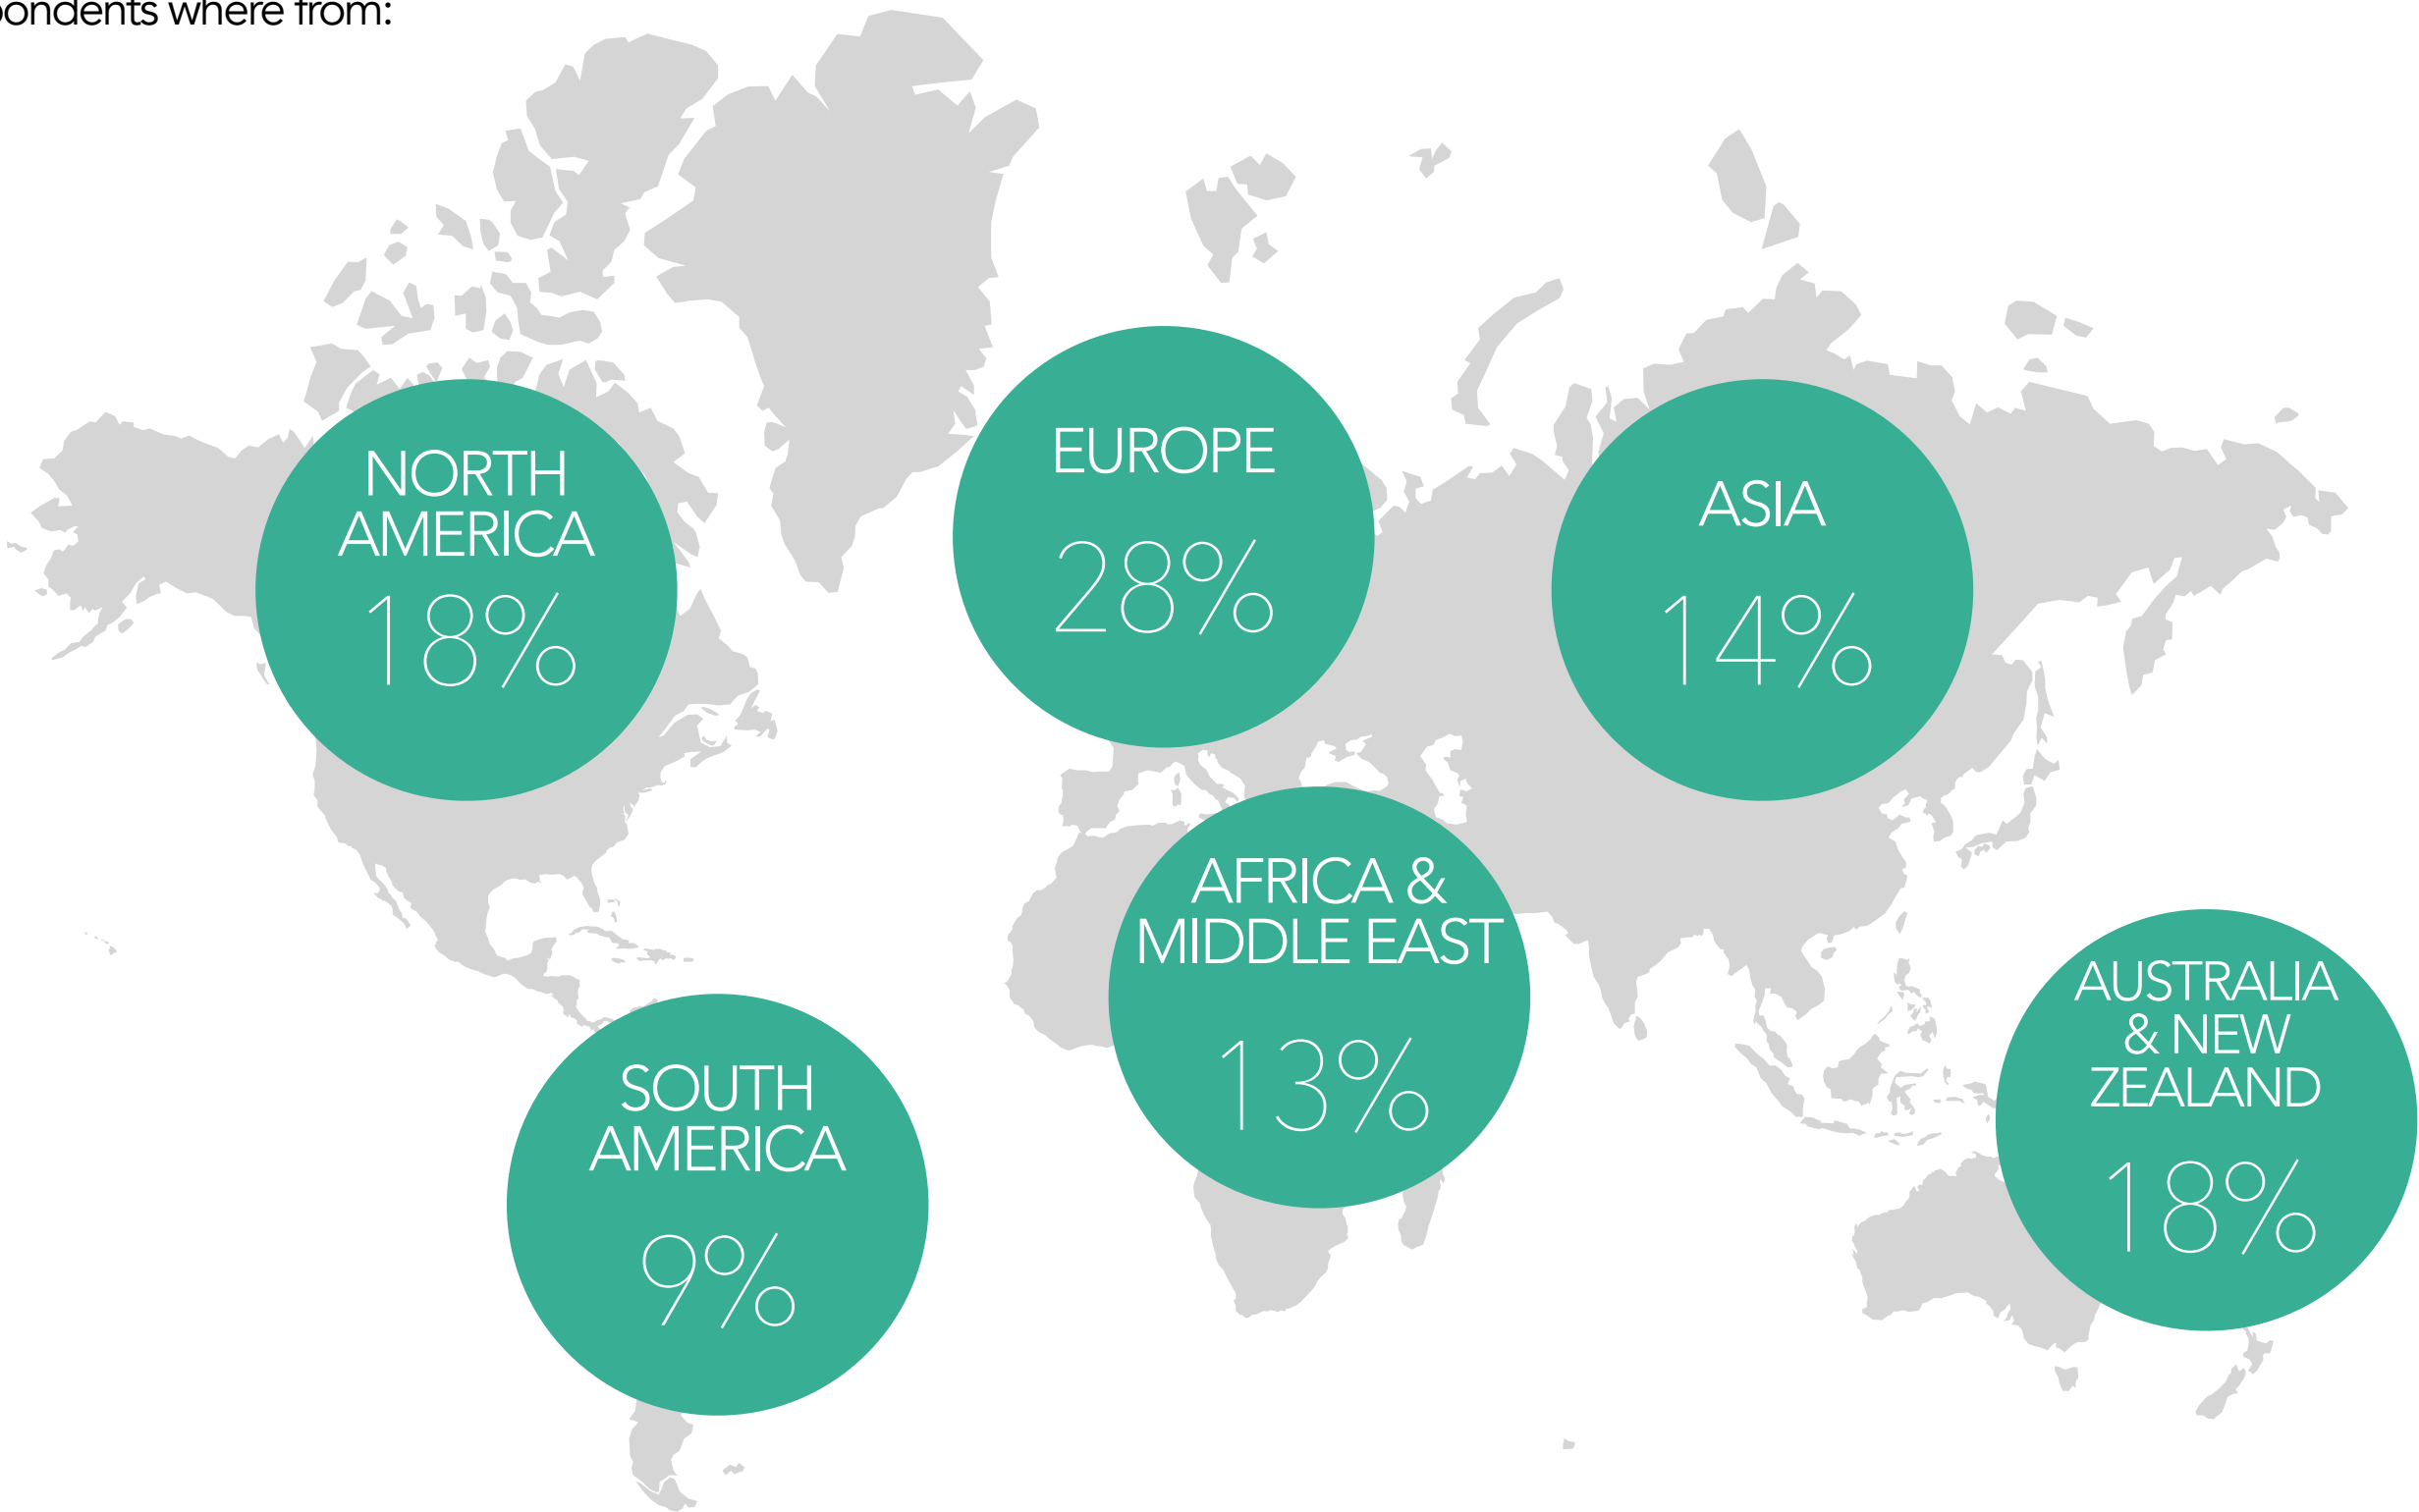 where from:
EUROPE
28%
NORTH
AMERICA
18%
ASIA
14%
AFRICA &
MIDDLE EAST
13%
AUSTRALIA
& NEW
ZEALAND
18%
SOUTH
AMERICA
9%